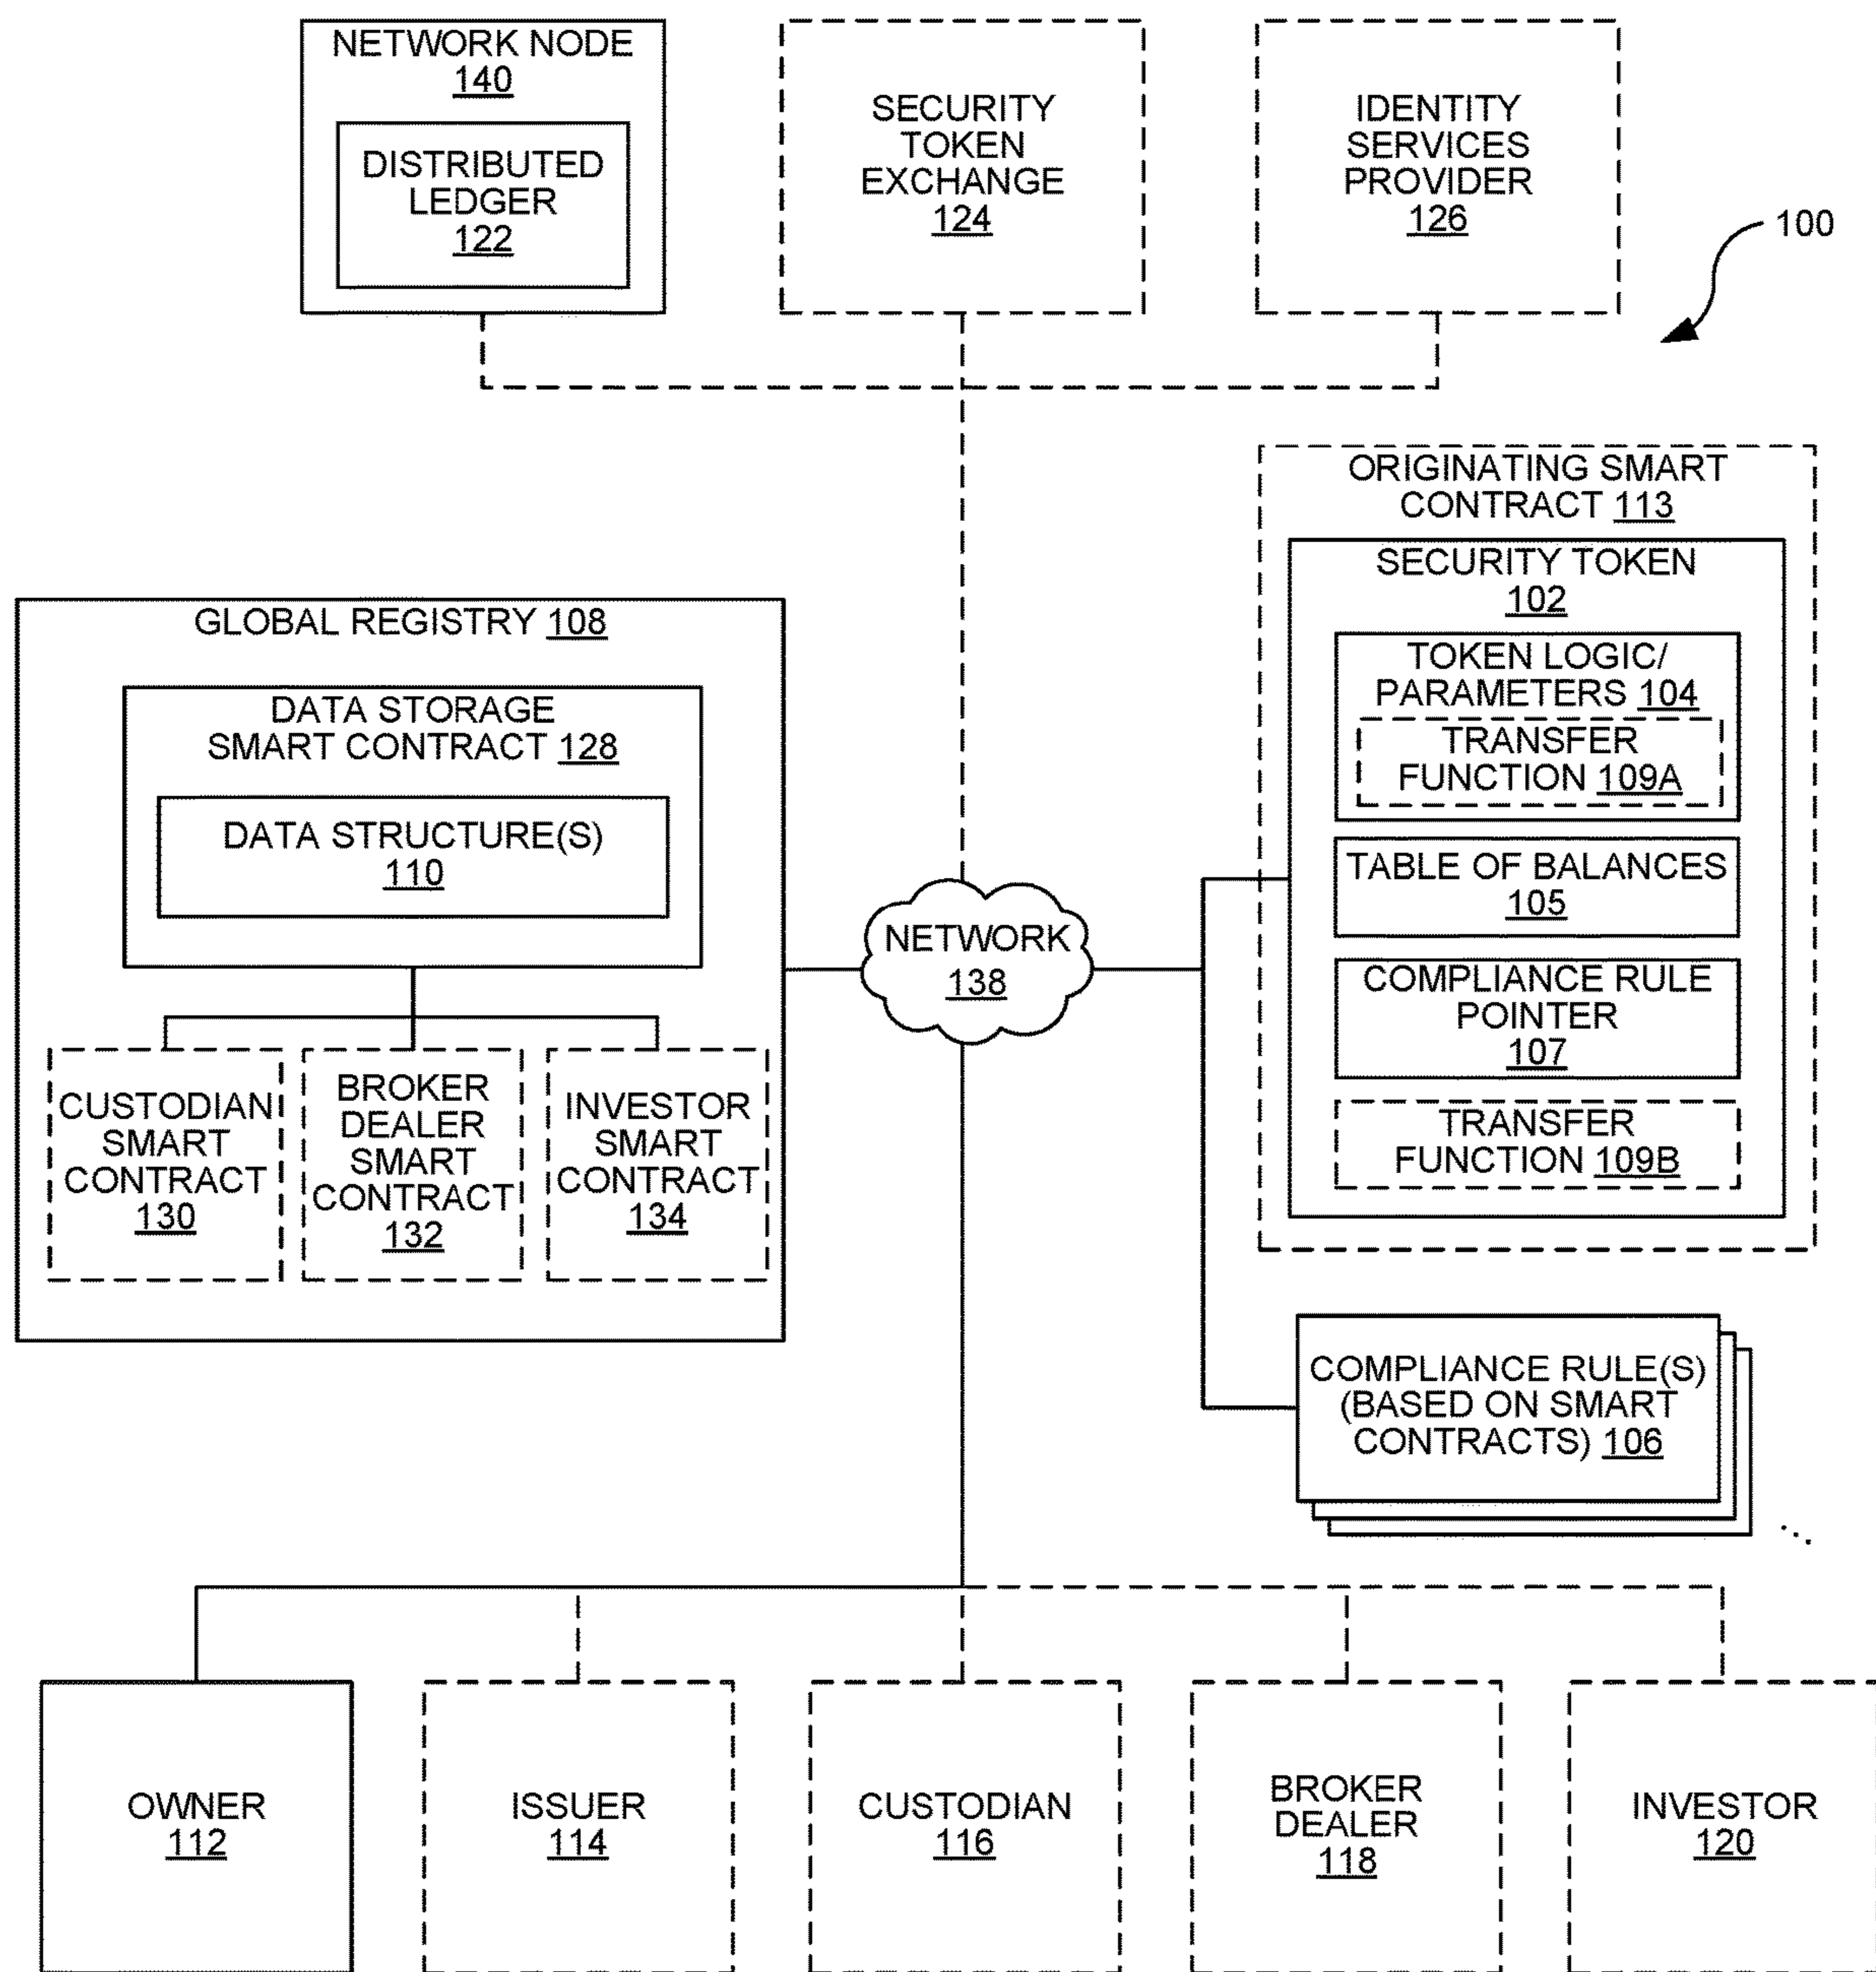 NETWORK NODE
140
DISTRIBUTED
LEDGER
122
SECURITY
TOKEN
EXCHANGE
124
IDENTITY
SERVICES
PROVIDER
126
100
ORIGINATING SMART
CONTRACT 113
SECURITY TOKEN
102
TOKEN LOGIC/
PARAMETERS 104
TRANSFER
FUNCTION 109A
TABLE OF BALANCES
105
COMPLIANCE RULE
POINTER
107
TRANSFER
FUNCTION 109B
GLOBAL REGISTRY 108
DATA STORAGE
SMART CONTRACT 128
DATA STRUCTURE(S)
110
CUSTODIAN
SMART
CONTRACT
130
BROKER
DEALER
SMART
CONTRACT
132
INVESTOR
SMART
CONTRACT
134
NETWORK
138
COMPLIANCE RULE(S)
(BASED ON SMART
CONTRACTS) 106
OWNER
112
ISSUER
114
CUSTODIAN
116
BROKER
DEALER
118
INVESTOR
120